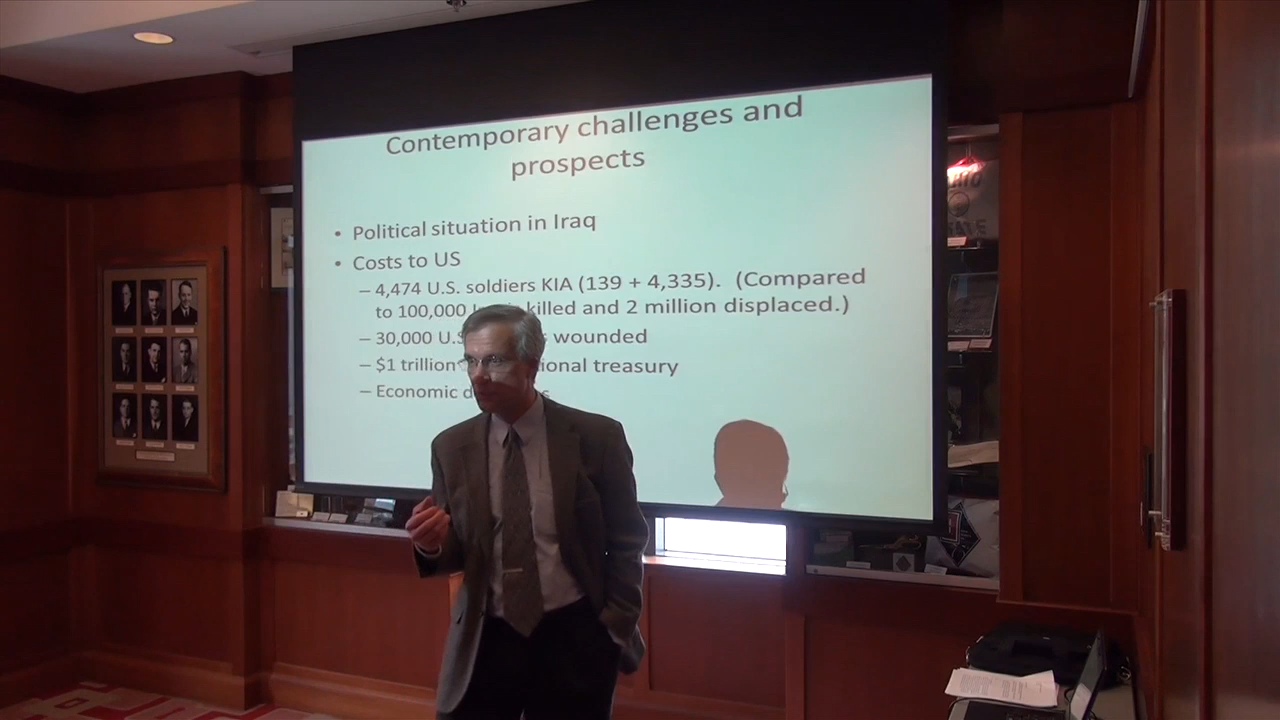 Contemporary challenges and
prospects
• Political situation in Iraq
• Costs to US
– 4,474 U.S. soldiers KIA (139 + 4,335). (Compared
to 100,000 killed and 2 million displaced.)
– 30,000 U.S. wounded
– $1 trillion treasury
– Economic